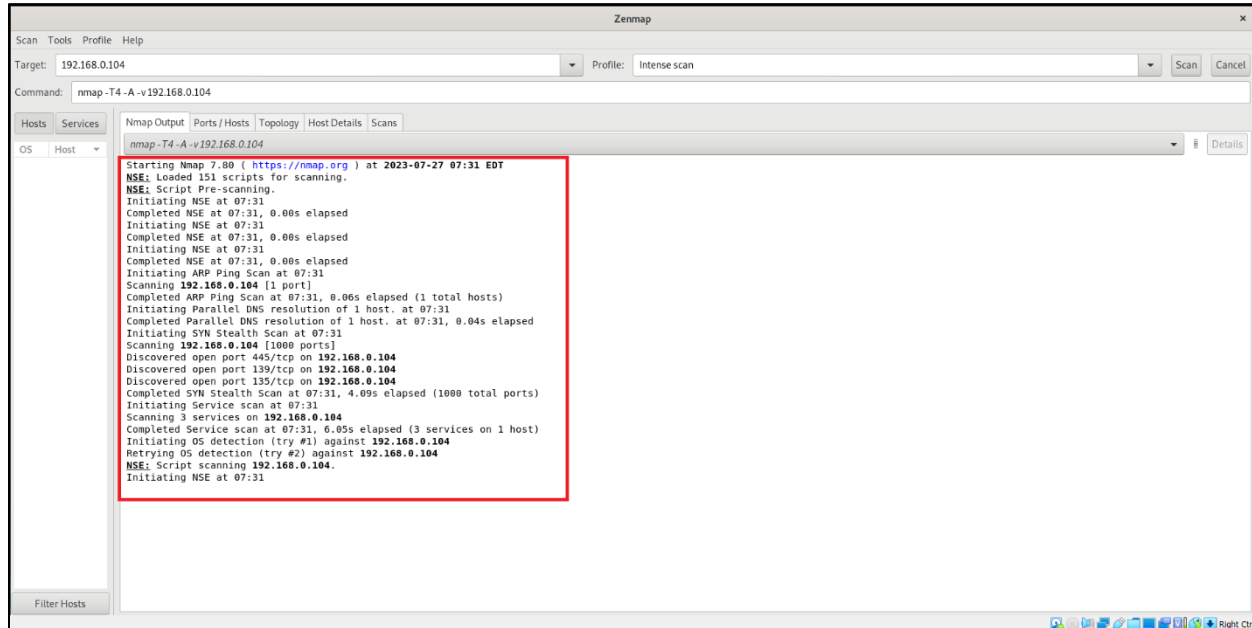 Zenmap
Scan Tools Profile Help
Target: 192.168.0.104 Profile: Intense scan Scan Cancel
Command: nmap -T4 -A -v 192.168.0.104
Hosts Services Nmap Output Ports / Hosts Topology Host Details Scans
OS Host nmap -T4 -A -v 192.168.0.104 Details
Starting Nmap 7.80 ( https://nmap.org ) at 2023-07-27 07:31 EDT
NSE: Loaded 151 scripts for scanning.
NSE: Script Pre-scanning.
Initiating NSE at 07:31
Completed NSE at 07:31, 0.00s elapsed
Initiating NSE at 07:31
Completed NSE at 07:31, 0.00s elapsed
Initiating NSE at 07:31
Completed NSE at 07:31, 0.00s elapsed
Initiating ARP Ping Scan at 07:31
Scanning 192.168.0.104 [1 port]
Completed ARP Ping Scan at 07:31, 0.06s elapsed (1 total hosts)
Initiating Parallel DNS resolution of 1 host. at 07:31
Completed Parallel DNS resolution of 1 host. at 07:31, 0.04s elapsed
Initiating SYN Stealth Scan at 07:31
Scanning 192.168.0.104 [1000 ports]
Discovered open port 445/tcp on 192.168.0.104
Discovered open port 139/tcp on 192.168.0.104
Discovered open port 135/tcp on 192.168.0.104
Completed SYN Stealth Scan at 07:31, 4.09s elapsed (1000 total ports)
Initiating Service scan at 07:31
Scanning 3 services on 192.168.0.104
Completed Service scan at 07:31, 6.05s elapsed (3 services on 1 host)
Initiating OS detection (try #1) against 192.168.0.104
Retrying OS detection (try #2) against 192.168.0.104
NSE: Script scanning 192.168.0.104.
Initiating NSE at 07:31
Filter Hosts
Right Ctr